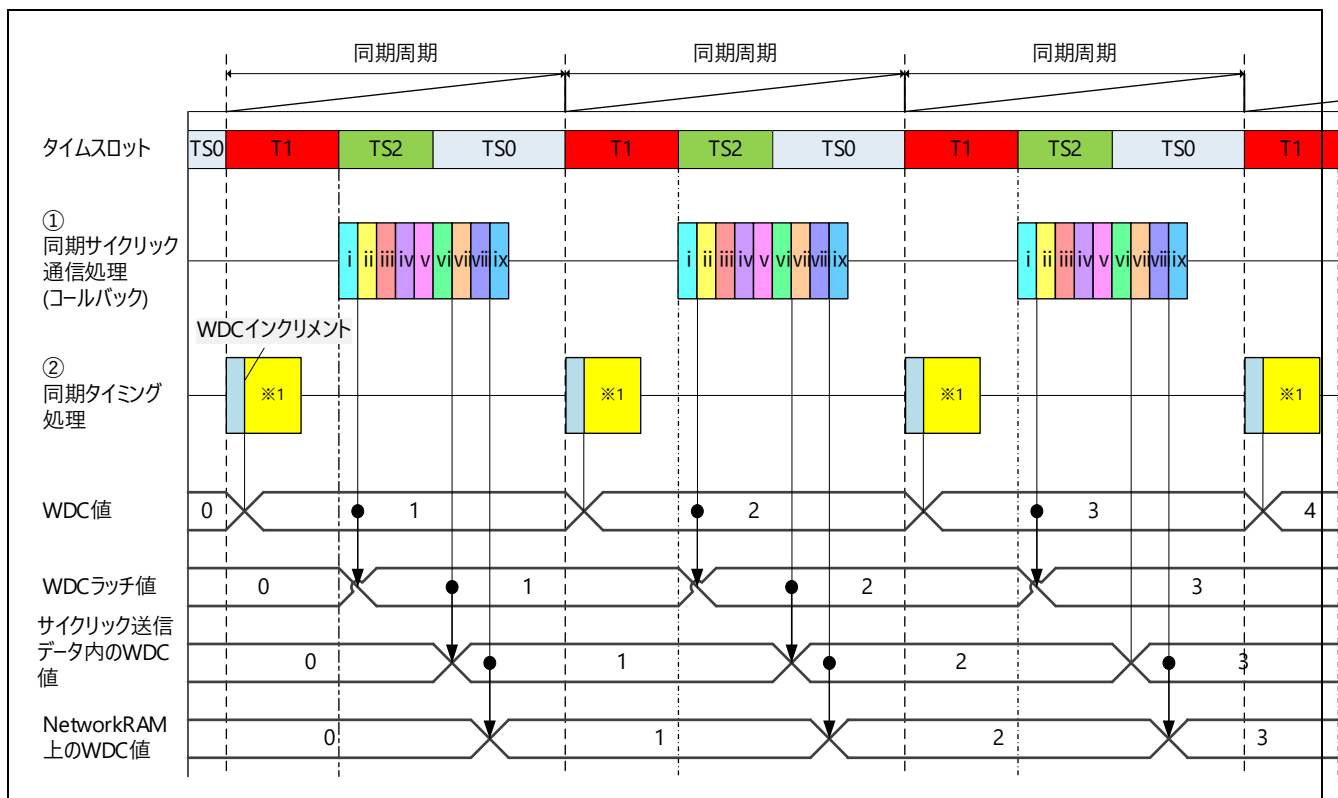 同期周期 同期周期 同期周期
タイムスロット TS0 T1 TS2 TS0 T1 TS2 TS0 T1 TS2 TS0 T1
①
同期サイクリック
通信処理
(コールバック)
i ii iii iv v vi vii vii ix i ii iii iv v vi vii vii ix i ii iii iv v vi vii vii ix
WDCインクリメント
②
同期タイミング
処理
※1 ※1 ※1 ※1
WDC値 0 1 2 3 4
WDCラッチ値 0 1 2 3
サイクリック送信
データ内のWDC
値
0 1 2 3
NetworkRAM
上のWDC値
0 1 2 3